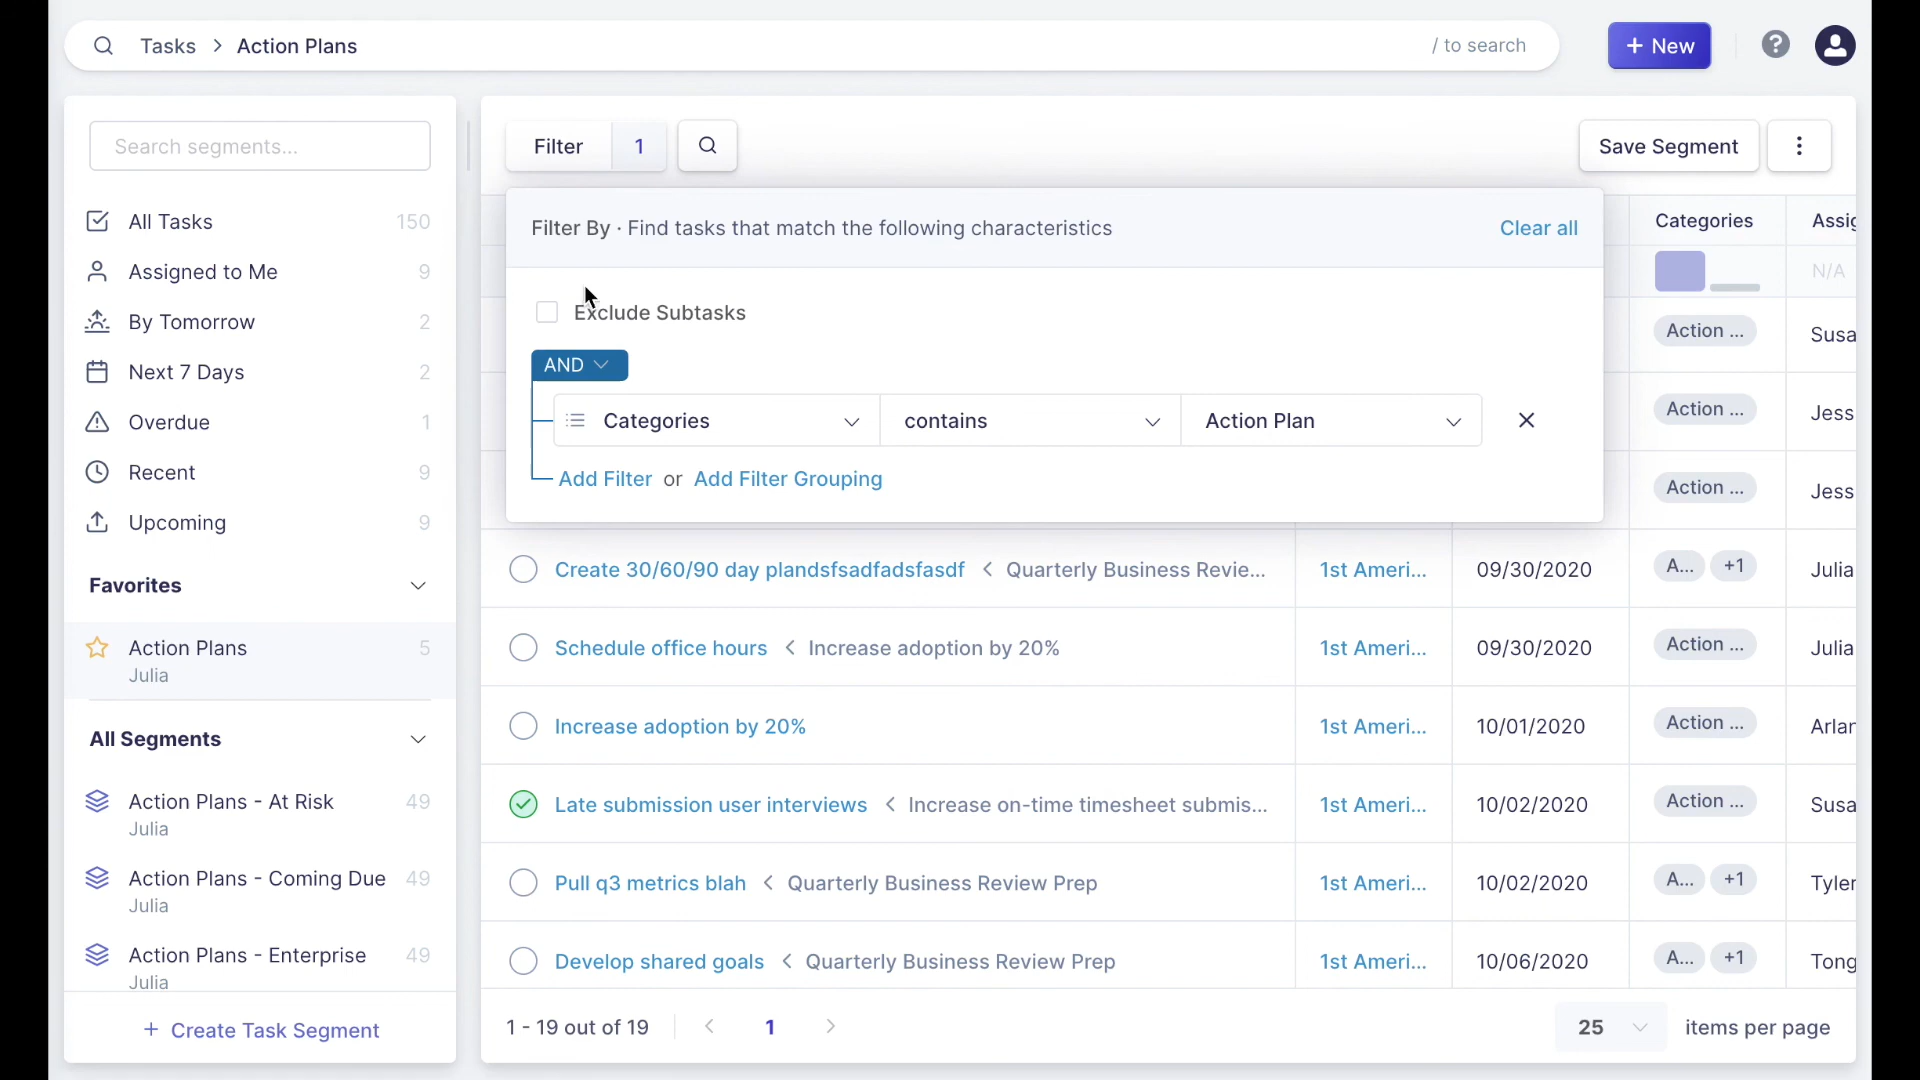 Tasks > Action Plans
/ to search
+ New
?
Search segments...
All Tasks 150
Assigned to Me 9
By Tomorrow 2
Next 7 Days 2
Overdue 1
Recent 9
Upcoming 9
Favorites
Action Plans 5
Julia
All Segments
Action Plans - At Risk 49
Julia
Action Plans - Coming Due 49
Julia
Action Plans - Enterprise 49
Julia
+ Create Task Segment
Filter 1
Save Segment
Filter By · Find tasks that match the following characteristics
Clear all
Exclude Subtasks
AND
Categories contains Action Plan
Add Filter or Add Filter Grouping
Categories Assig
N/A
Action ... Susa
Action ... Jess
Action ... Jess
Create 30/60/90 day plandsfsadfadsfasdf < Quarterly Business Revie... 1st Ameri... 09/30/2020 A... +1 Julia
Schedule office hours < Increase adoption by 20% 1st Ameri... 09/30/2020 Action ... Julia
Increase adoption by 20% 1st Ameri... 10/01/2020 Action ... Arlan
Late submission user interviews < Increase on-time timesheet submis... 1st Ameri... 10/02/2020 Action ... Susa
Pull q3 metrics blah < Quarterly Business Review Prep 1st Ameri... 10/02/2020 A... +1 Tyler
Develop shared goals < Quarterly Business Review Prep 1st Ameri... 10/06/2020 A... +1 Tong
1 - 19 out of 19 < 1 >
25 items per page